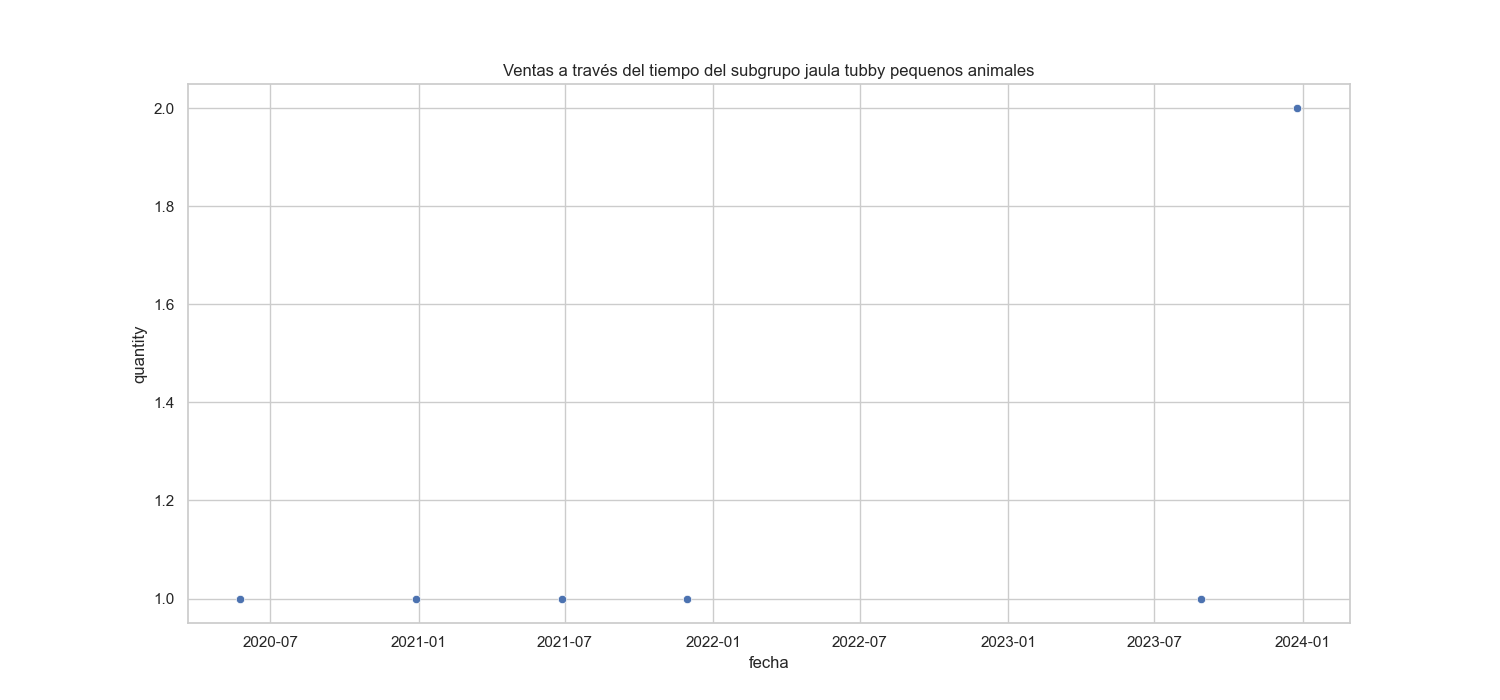 Ventas a través del tiempo del subgrupo jaula tubby pequenos animales
2.0
1.8
1.6
1.4
1.2
1.0
quantity
2020-07 2021-01 2021-07 2022-01 2022-07 2023-01 2023-07 2024-01
fecha